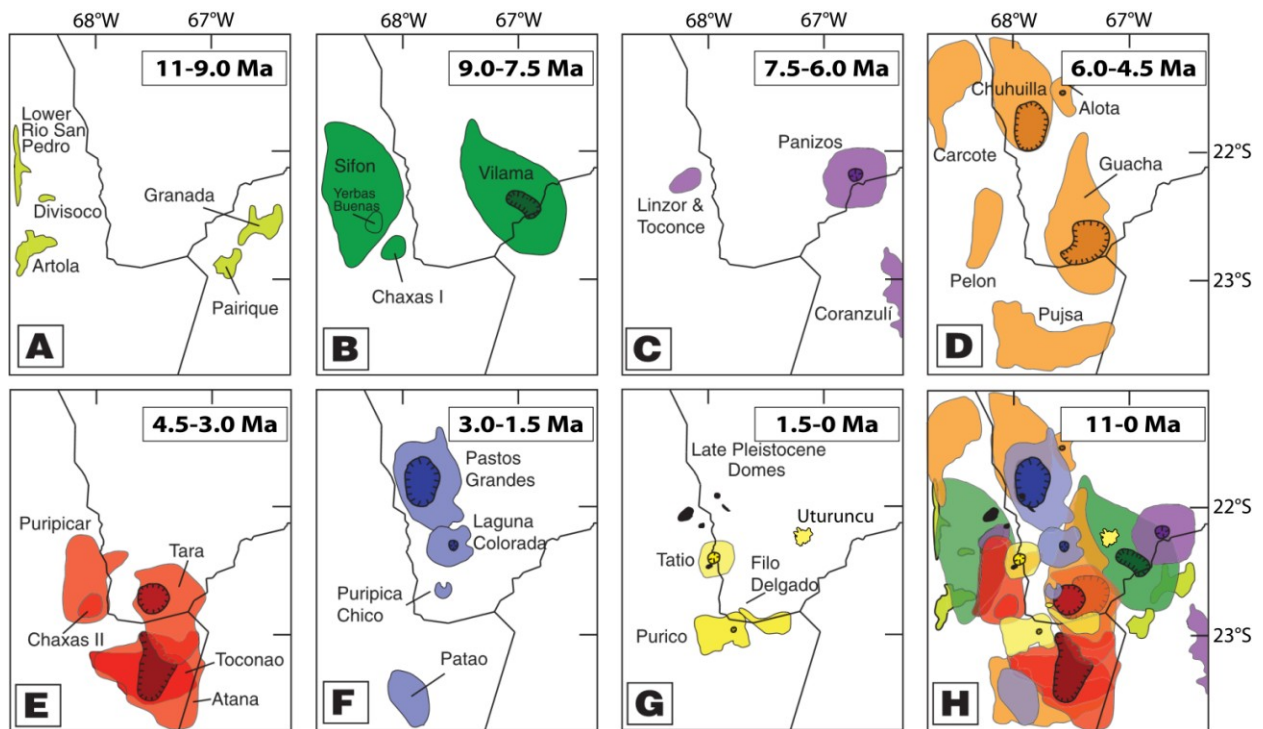 68°W 67°W
68°W 67°W
68°W 67°W
68°W 67°W
11-9.0 Ma
Lower
Rio San
Pedro
Divisoco
Granada
Artola
Pairique
A
9.0-7.5 Ma
Sifon
Yerbas
Buenas
Vilama
Chaxas I
B
7.5-6.0 Ma
Panizos
Linzor &
Toconce
Coranzulí
C
6.0-4.5 Ma
Chuhuilla
Alota
Carcote
Guacha
Pelon
Pujsa
D
22°S
23°S
4.5-3.0 Ma
Puripicar
Tara
Chaxas II
Toconao
Atana
E
3.0-1.5 Ma
Pastos
Grandes
Laguna
Colorada
Puripica
Chico
Patao
F
1.5-0 Ma
Late Pleistocene
Domes
Uturuncu
Tatio
Filo
Delgado
Purico
G
11-0 Ma
H
22°S
23°S